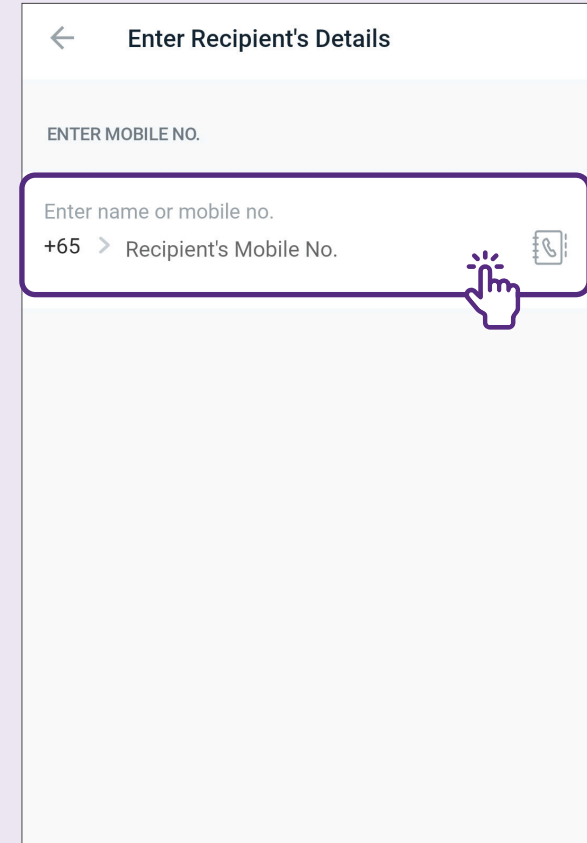 Enter Recipient's Details
ENTER MOBILE NO.
Enter name or mobile no.
+65 > Recipient's Mobile No.